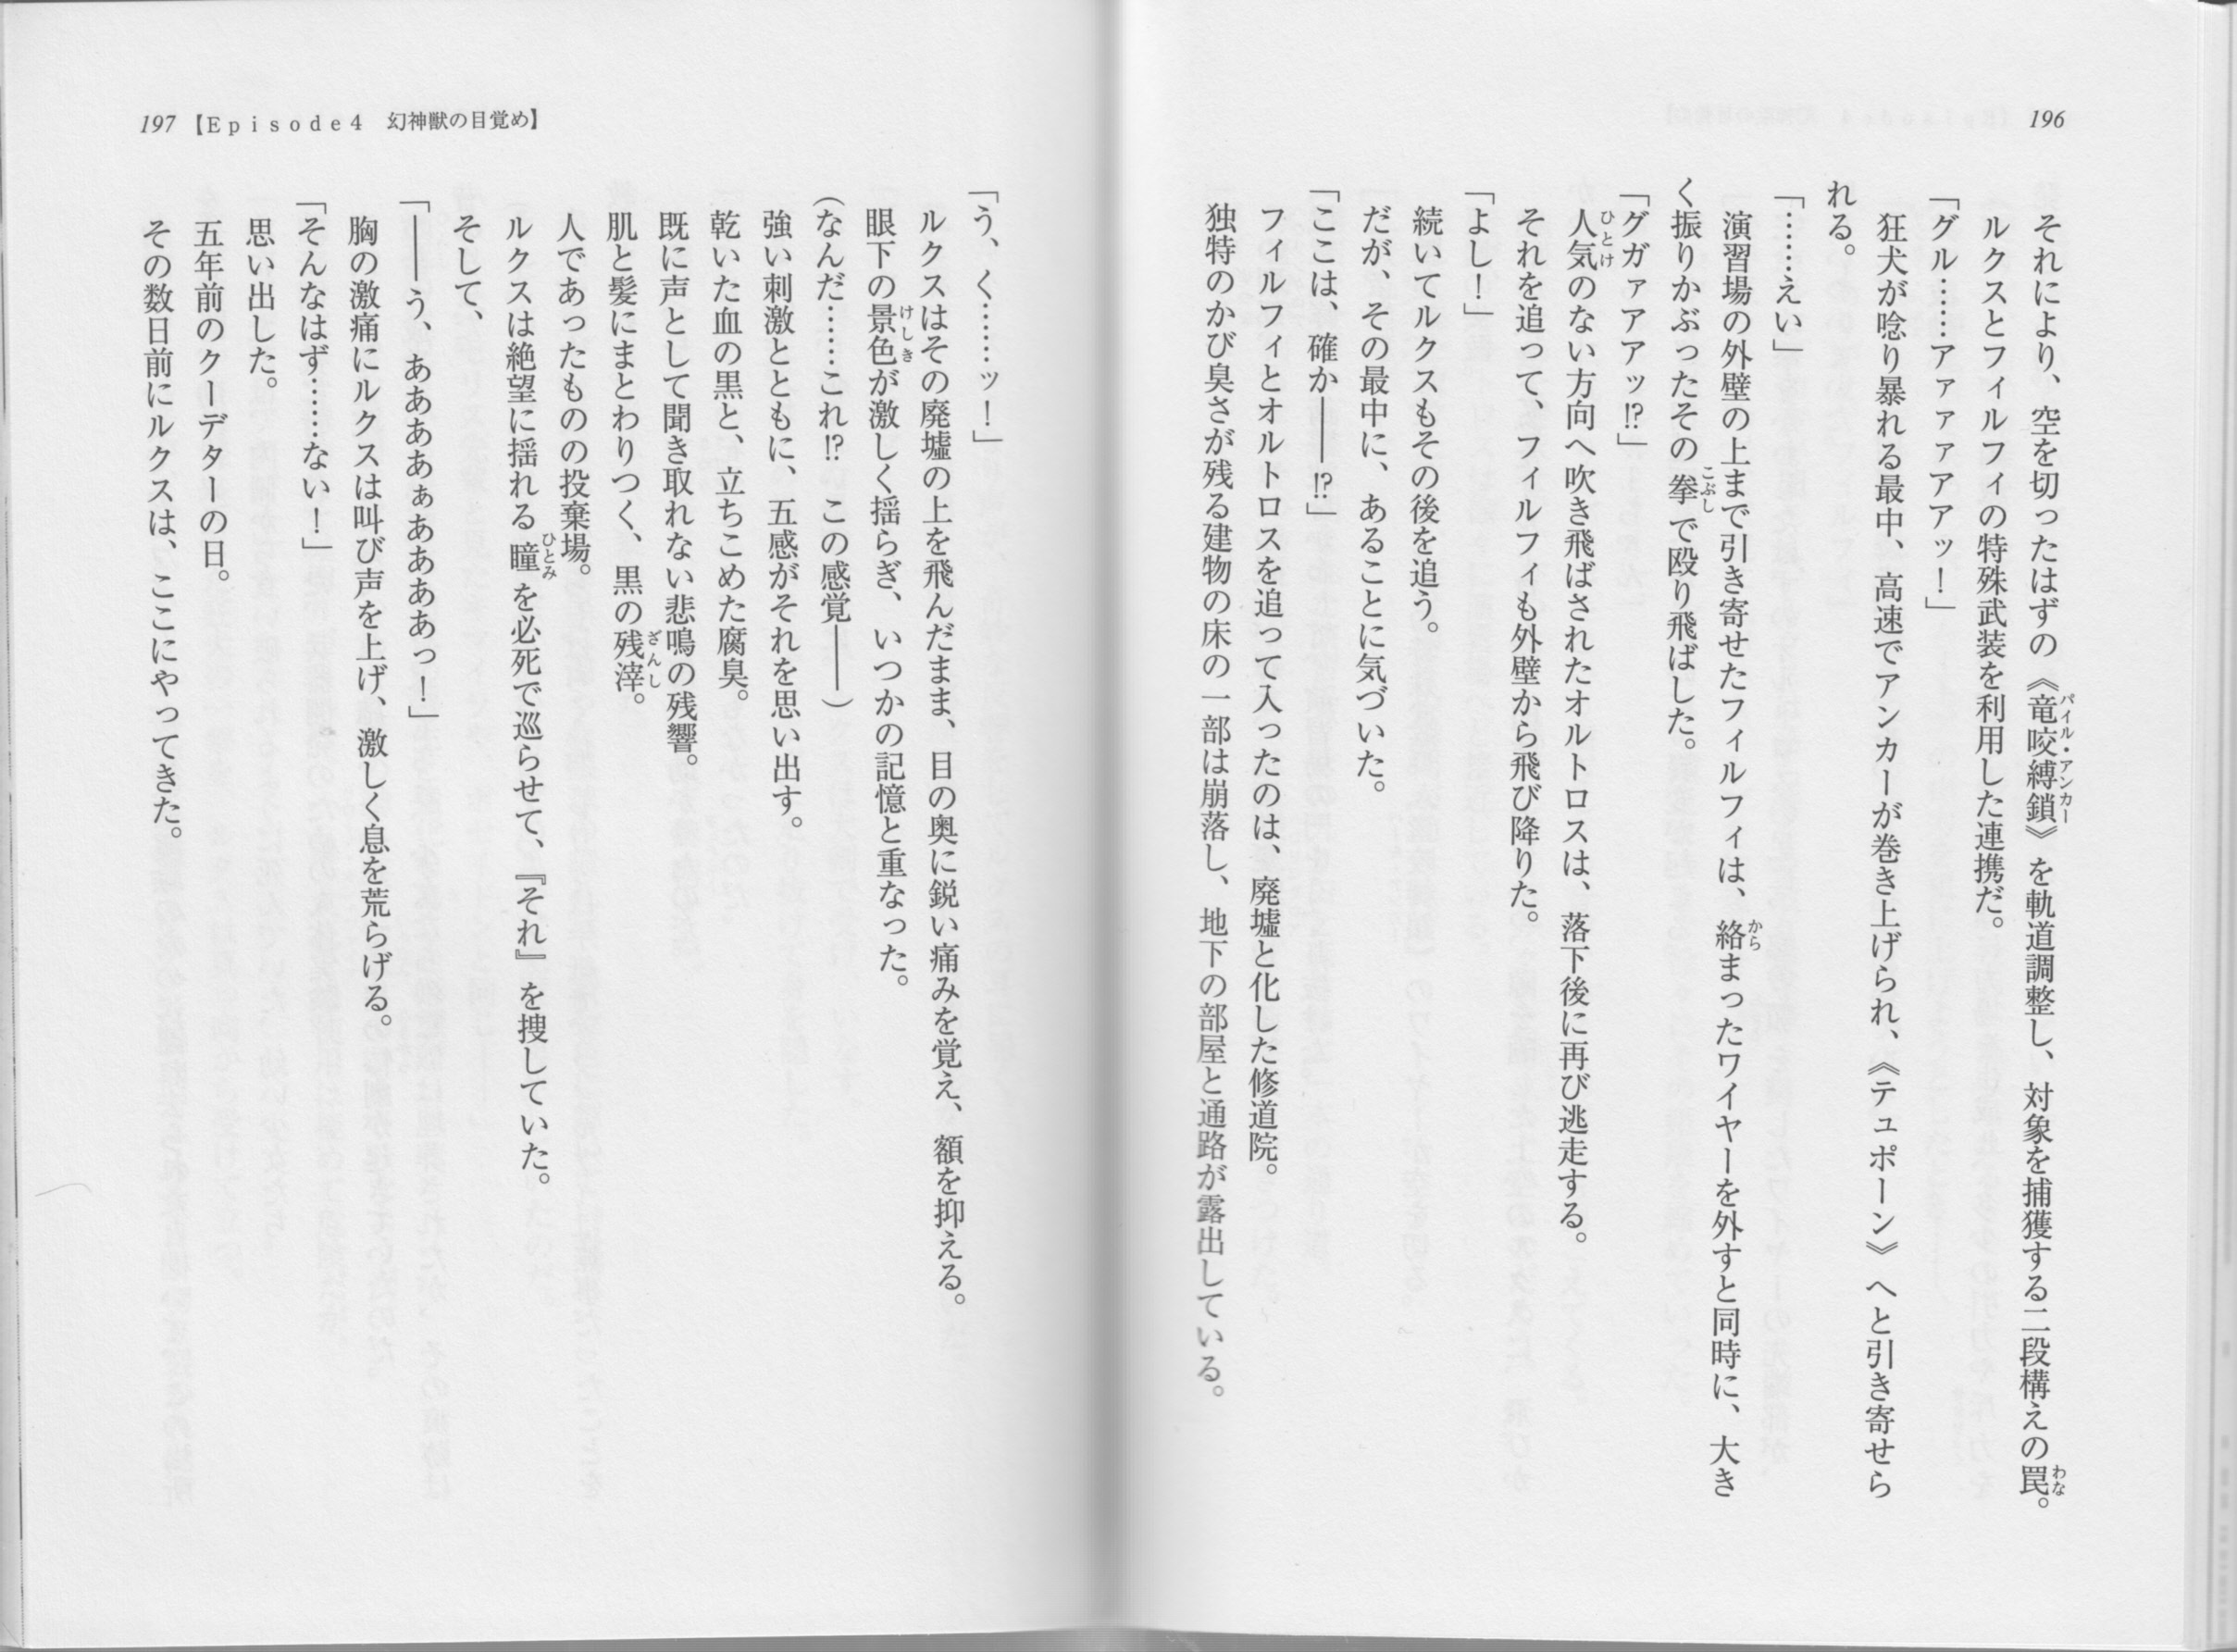 196
それにより、空を切ったはずの《竜咬縛鎖》を軌道調整し、対象を捕獲する二段構えの罠。
パイル・アンカー
わな
ルクスとフィルフィの特殊武装を利用した連携だ。
「グル……アァァァアアッ！」
狂犬が唸り暴れる最中、高速でアンカーが巻き上げられ、《テュポーン》へと引き寄せら
れる。
「……えい」
演習場の外壁の上まで引き寄せたフィルフィは、絡まったワイヤーを外すと同時に、大き
から
く振りかぶったその拳で殴り飛ばした。
こぶし
「グガァアアアッ!?」
人気のない方向へ吹き飛ばされたオルトロスは、落下後に再び逃走する。
ひとけ
それを追って、フィルフィも外壁から飛び降りた。
「よし！」
続いてルクスもその後を追う。
だが、その最中に、あることに気づいた。
「ここは、確か――!?」
フィルフィとオルトロスを追って入ったのは、廃墟と化した修道院。
独特のかび臭さが残る建物の床の一部は崩落し、地下の部屋と通路が露出している。
197 【Episode4 幻神獣の目覚め】
「う、く……ッ！」
ルクスはその廃墟の上を飛んだまま、目の奥に鋭い痛みを覚え、額を抑える。
眼下の景色が激しく揺らぎ、いつかの記憶と重なった。
けしき
（なんだ……これ!? この感覚――）
強い刺激とともに、五感がそれを思い出す。
乾いた血の黒と、立ちこめた腐臭。
既に声として聞き取れない悲鳴の残響。
肌と髪にまとわりつく、黒の残滓。
ざんし
人であったものの投棄場。
ルクスは絶望に揺れる瞳を必死で巡らせて、『それ』を捜していた。
ひとみ
そして、
「――う、ああああぁあああああっ！」
胸の激痛にルクスは叫び声を上げ、激しく息を荒らげる。
「そんなはず……ない！」
思い出した。
五年前のクーデターの日。
その数日前にルクスは、ここにやってきた。